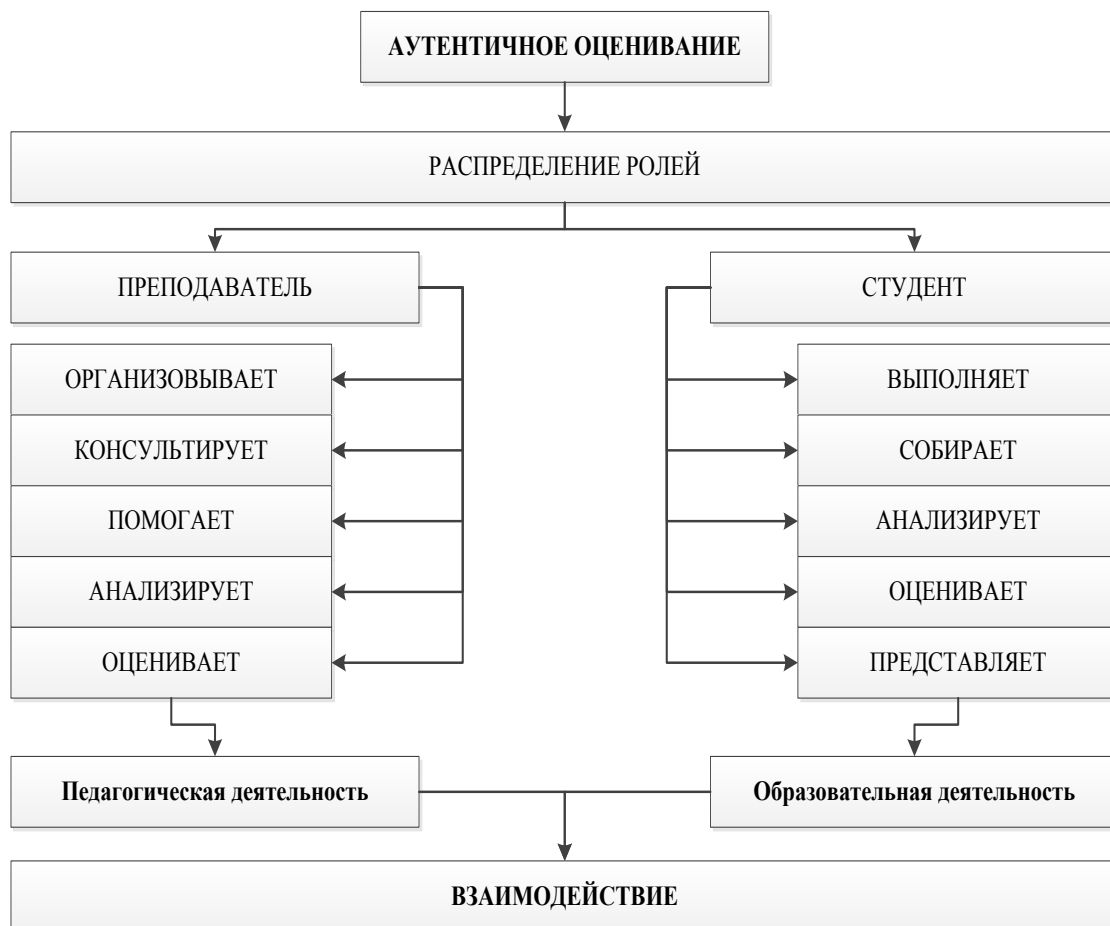 АУТЕНТИЧНОЕ ОЦЕНИВАНИЕ
РАСПРЕДЕЛЕНИЕ РОЛЕЙ
ПРЕПОДАВАТЕЛЬ
СТУДЕНТ
ОРГАНИЗОВЫВАЕТ
КОНСУЛЬТИРУЕТ
ПОМОГАЕТ
АНАЛИЗИРУЕТ
ОЦЕНИВАЕТ
ВЫПОЛНЯЕТ
СОБИРАЕТ
АНАЛИЗИРУЕТ
ОЦЕНИВАЕТ
ПРЕДСТАВЛЯЕТ
Педагогическая деятельность
Образовательная деятельность
ВЗАИМОДЕЙСТВИЕ